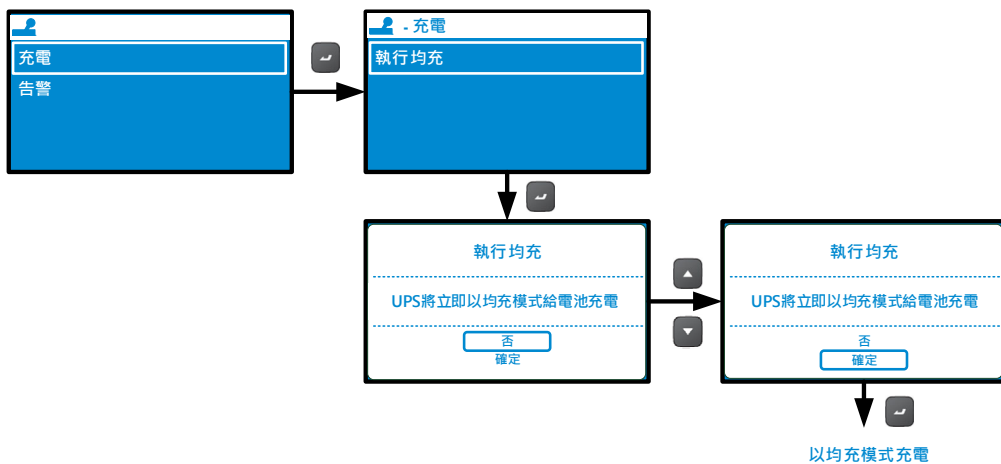 充電
告警
- 充電
執行均充
執行均充
UPS將立即以均充模式給電池充電
否
確定
執行均充
UPS將立即以均充模式給電池充電
否
確定
以均充模式充電